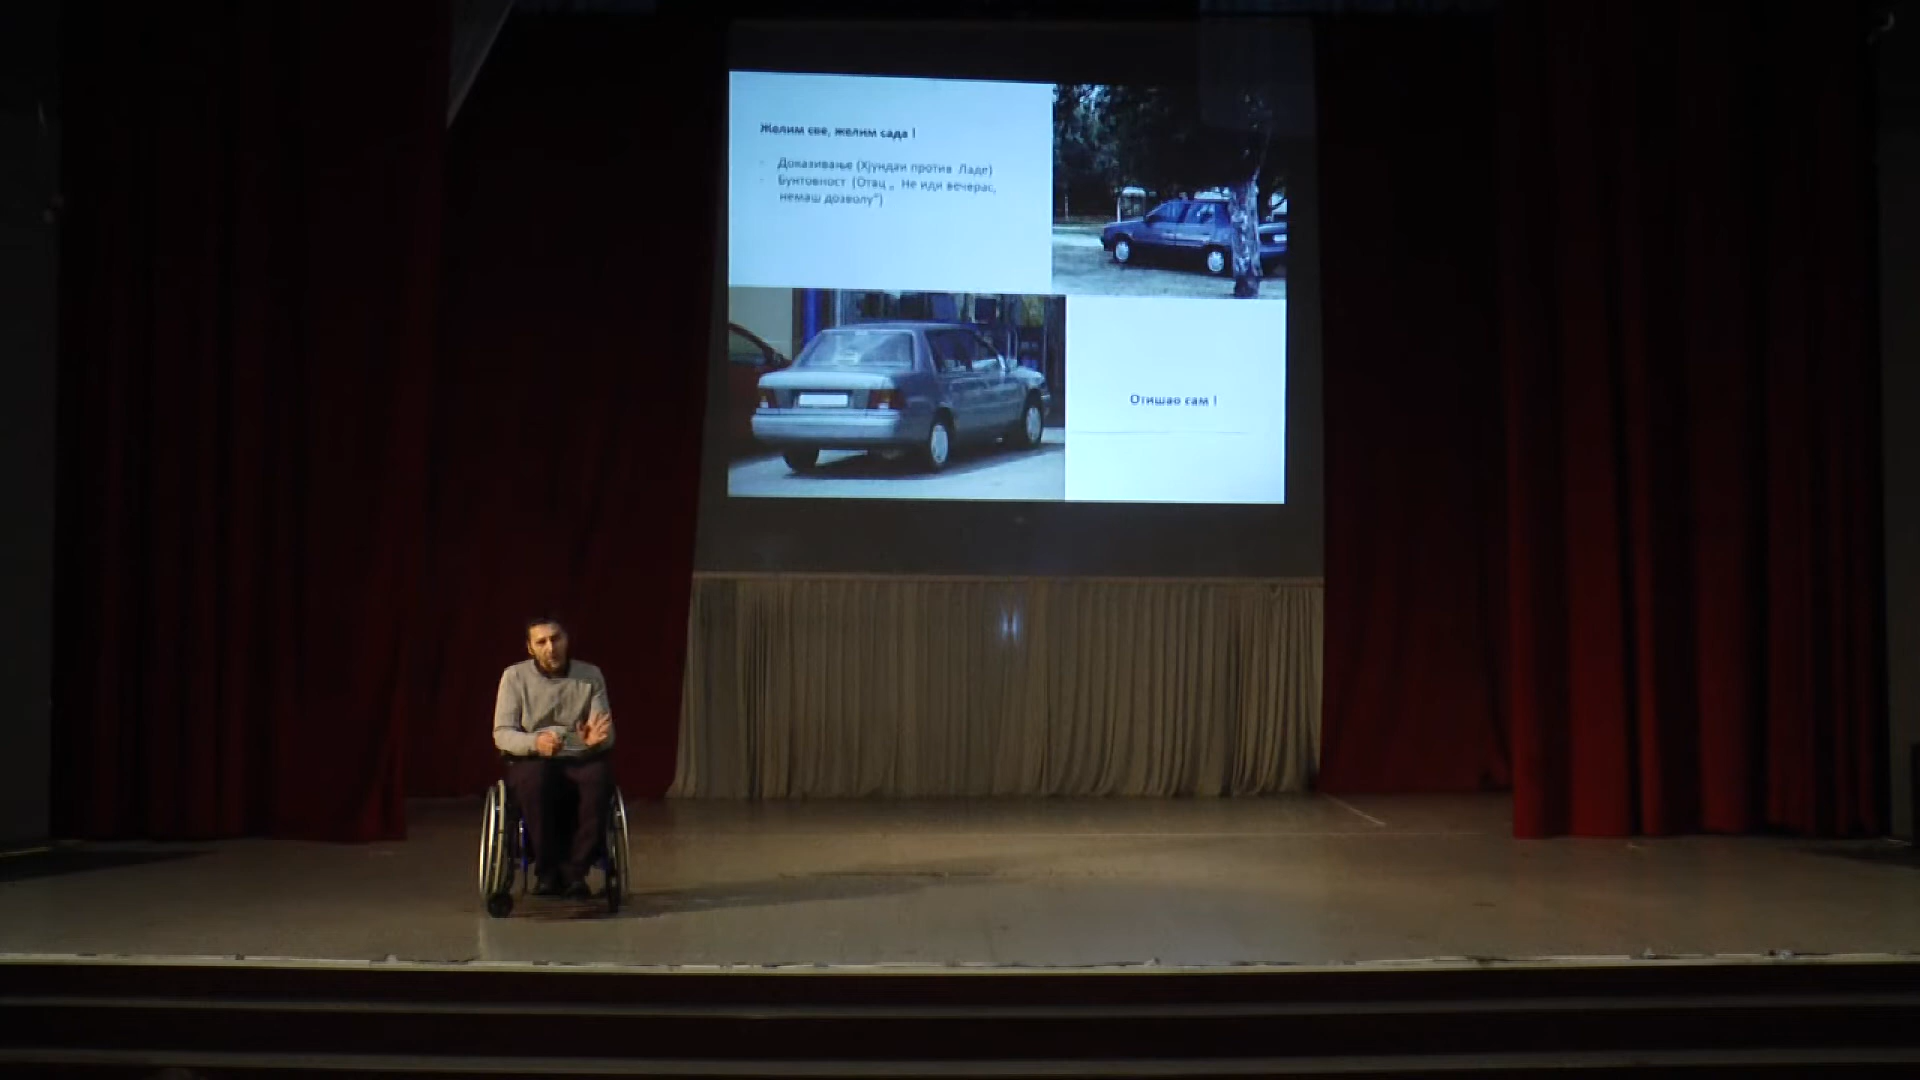 Желим све, желим сада !
- Доказивање (Хјундаи против Ладе)
- Бунтовност (Отац „ Не иди вечерас,
немаш дозволу“)
Отишао сам !